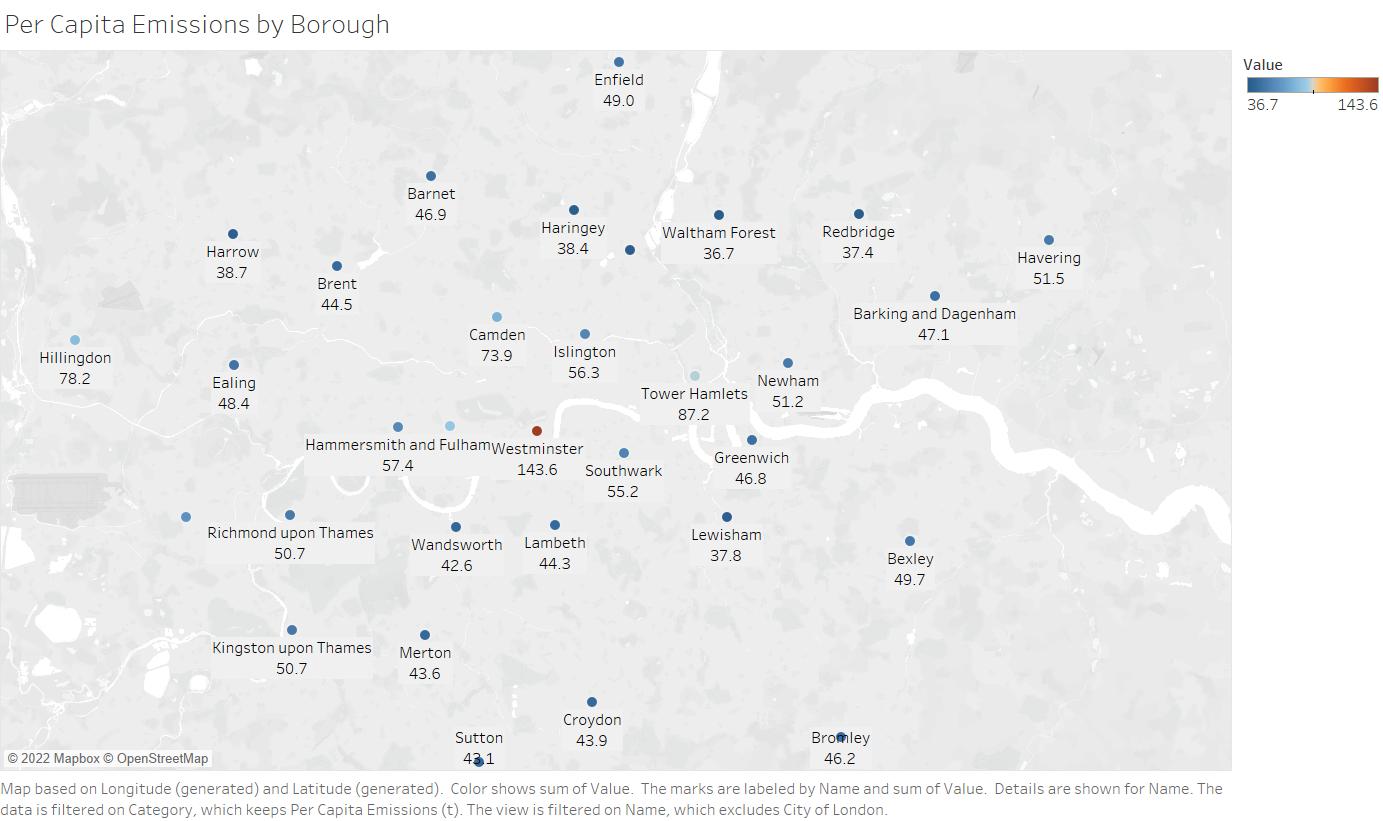 Per Capita Emissions by Borough
Value
36.7 143.6
Enfield
49.0
Barnet
46.9
Haringey
38.4
Waltham Forest
36.7
Redbridge
37.4
Harrow
38.7
Havering
51.5
Brent
44.5
Barking and Dagenham
47.1
Camden
73.9
Islington
56.3
Hillingdon
78.2
Ealing
48.4
Tower Hamlets
87.2
Newham
51.2
Hammersmith and Fulham
57.4
Westminster
143.6
Southwark
55.2
Greenwich
46.8
Richmond upon Thames
50.7
Wandsworth
42.6
Lambeth
44.3
Lewisham
37.8
Bexley
49.7
Kingston upon Thames
50.7
Merton
43.6
Croydon
43.9
Sutton
43.1
Bromley
46.2
© 2022 Mapbox © OpenStreetMap
Map based on Longitude (generated) and Latitude (generated). Color shows sum of Value. The marks are labeled by Name and sum of Value. Details are shown for Name. The
data is filtered on Category, which keeps Per Capita Emissions (t). The view is filtered on Name, which excludes City of London.